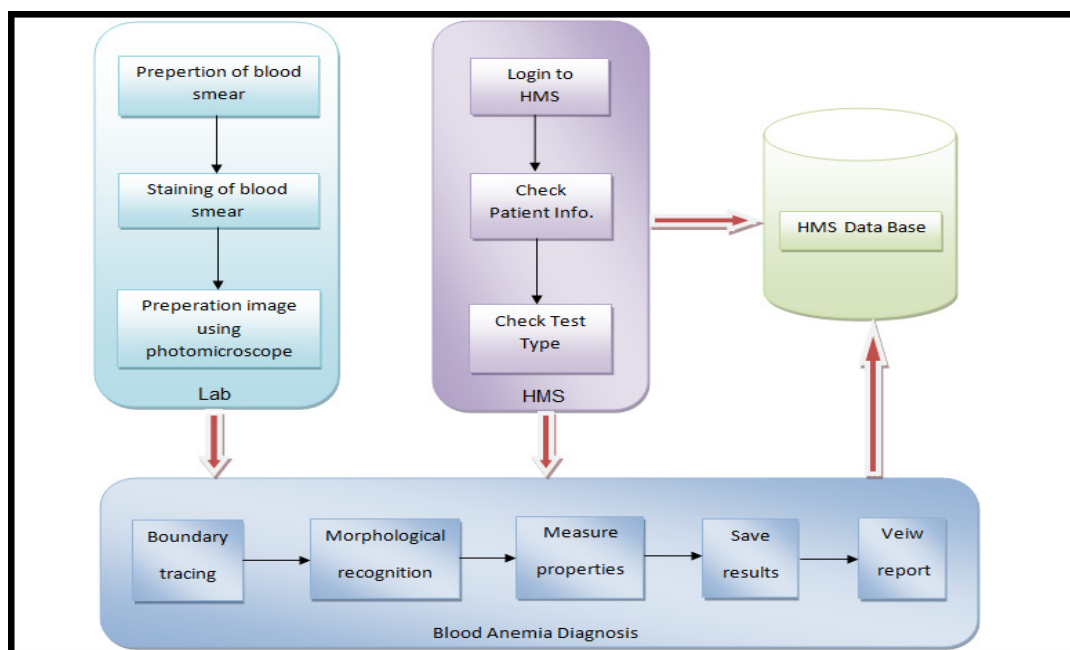 Prepertion of blood
smear
Staining of blood
smear
Preperation image
using
photomicroscope
Lab
Login to
HMS
Check
Patient Info.
Check Test
Type
HMS
HMS Data Base
Boundary
tracing
Morphological
recognition
Measure
properties
Save
results
Veiw
report
Blood Anemia Diagnosis